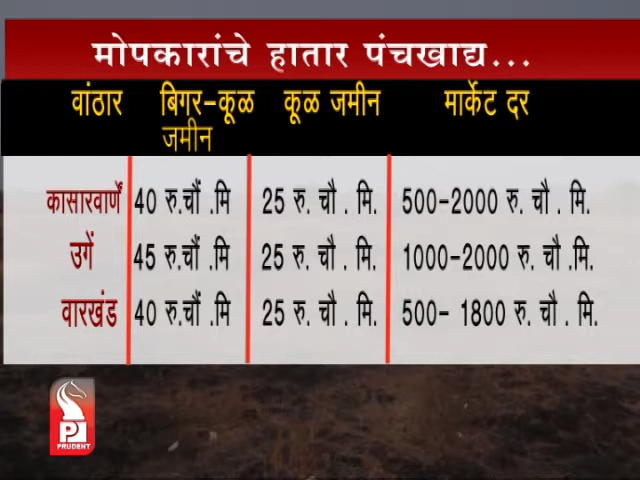 मोपकारांचे हातार पंचखाद्य...
वांठार बिगर-कूळ जमीन कूळ जमीन मार्केट दर
कासारवार्णें 40 रु.चौं .मि 25 रु. चौ . मि. 500-2000 रु. चौ . मि.
उगें 45 रु.चौं .मि 25 रु. चौ . मि. 1000-2000 रु. चौ .मि.
वारखंड 40 रु.चौं .मि 25 रु. चौ . मि. 500- 1800 रु. चौ . मि.
PRUDENT